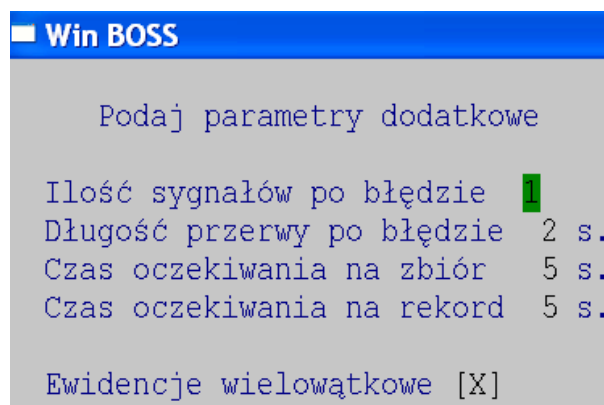 Win BOSS
Podaj parametry dodatkowe
Ilość sygnałów po błędzie 1
Długość przerwy po błędzie 2 s.
Czas oczekiwania na zbiór 5 s.
Czas oczekiwania na rekord 5 s.
Ewidencje wielowątkowe [X]